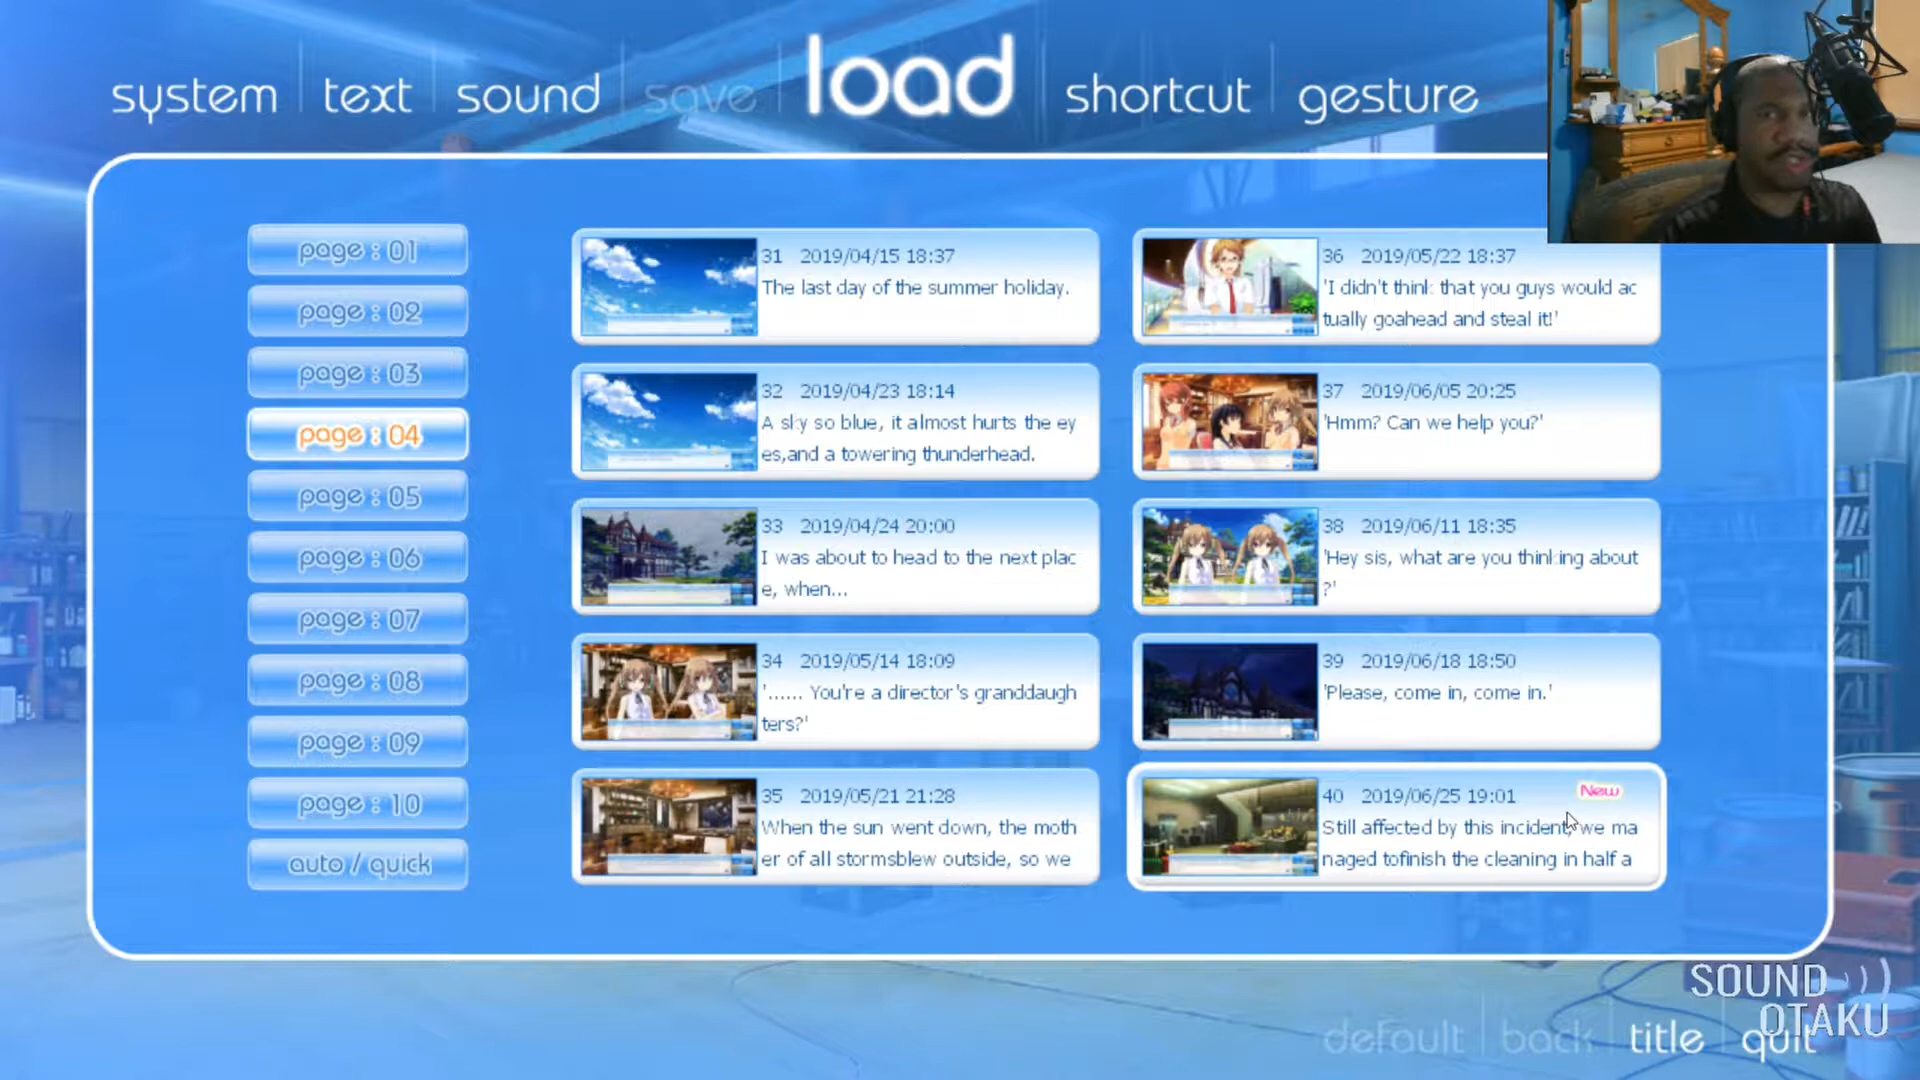 system text sound save load shortcut gesture
page : 01
page : 02
page : 03
page : 04
page : 05
page : 06
page : 07
page : 08
page : 09
page : 10
auto / quick
31 2019/04/15 18:37
The last day of the summer holiday.
32 2019/04/23 18:14
A sky so blue, it almost hurts the ey
es,and a towering thunderhead.
33 2019/04/24 20:00
I was about to head to the next plac
e, when...
34 2019/05/14 18:09
'...... You're a director's granddaugh
ters?'
35 2019/05/21 21:28
When the sun went down, the moth
er of all stormsblew outside, so we
36 2019/05/22 18:37
'I didn't think that you guys would ac
tually goahead and steal it!'
37 2019/06/05 20:25
'Hmm? Can we help you?'
38 2019/06/11 18:35
'Hey sis, what are you thinking about
?'
39 2019/06/18 18:50
'Please, come in, come in.'
40 2019/06/25 19:01 New
Still affected by this incident, we ma
naged tofinish the cleaning in half a
SOUND
OTAKU
default back title quit